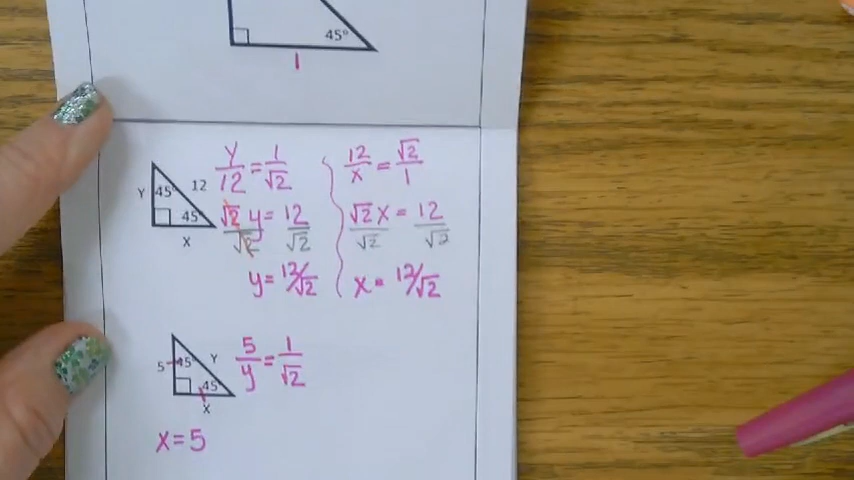 45°
1
Y/12 = 1/√2
12/x = √2/1
Y 45° 12
45°
X
√2 y/√2 = 12/√2
√2 x/√2 = 12/√2
y = 12/√2
x = 12/√2
5 45° Y
45°
X
5/y = 1/√2
x = 5